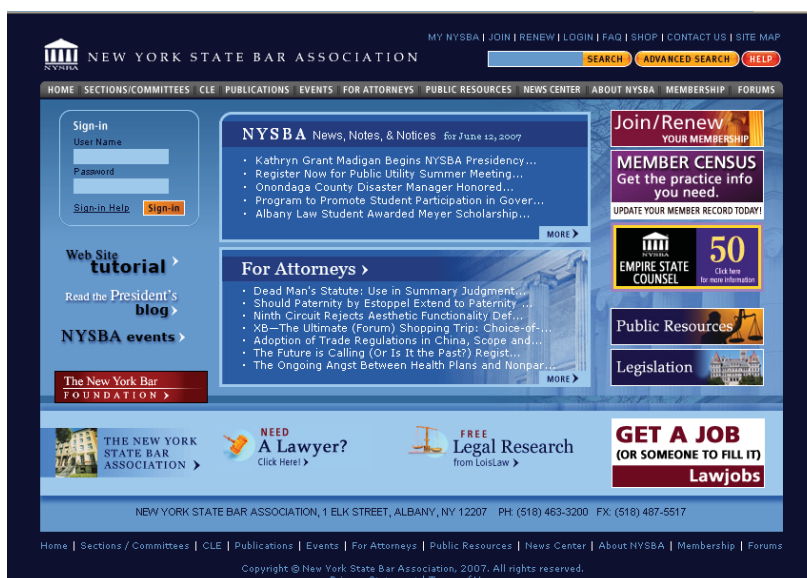 MY NYSBA | JOIN | RENEW | LOGIN | FAQ | SHOP | CONTACT US | SITE MAP
NYSBA
NEW YORK STATE BAR ASSOCIATION
SEARCH ADVANCED SEARCH HELP
HOME | SECTIONS/COMMITTEES | CLE | PUBLICATIONS | EVENTS | FOR ATTORNEYS | PUBLIC RESOURCES | NEWS CENTER | ABOUT NYSBA | MEMBERSHIP | FORUMS
Sign-in
User Name
Password
Sign-in Help Sign-in
Web Site
tutorial
Read the President's
blog
NYSBA events
The New York Bar
FOUNDATION
NYSBA News, Notes, & Notices for June 12, 2007
· Kathryn Grant Madigan Begins NYSBA Presidency...
· Register Now for Public Utility Summer Meeting...
· Onondaga County Disaster Manager Honored...
· Program to Promote Student Participation in Gover...
· Albany Law Student Awarded Meyer Scholarship...
MORE
For Attorneys
· Dead Man's Statute: Use in Summary Judgment...
· Should Paternity by Estoppel Extend to Paternity ...
· Ninth Circuit Rejects Aesthetic Functionality Def...
· XB—The Ultimate (Forum) Shopping Trip: Choice-of-...
· Adoption of Trade Regulations in China, Scope and...
· The Future is Calling (Or Is It the Past?) Regist...
· The Ongoing Angst Between Health Plans and Nonpar...
MORE
Join/Renew
YOUR MEMBERSHIP
MEMBER CENSUS
Get the practice info
you need.
UPDATE YOUR MEMBER RECORD TODAY!
NYSBA
EMPIRE STATE
COUNSEL
50
Click here
for more information
Public Resources
Legislation
THE NEW YORK
STATE BAR
ASSOCIATION
NEED
A Lawyer?
Click Here!
FREE
Legal Research
from LoisLaw
GET A JOB
(OR SOMEONE TO FILL IT)
Lawjobs
NEW YORK STATE BAR ASSOCIATION, 1 ELK STREET, ALBANY, NY 12207 PH: (518) 463-3200 FX: (518) 487-5517
Home | Sections / Committees | CLE | Publications | Events | For Attorneys | Public Resources | News Center | About NYSBA | Membership | Forums
Copyright © New York State Bar Association, 2007. All rights reserved.